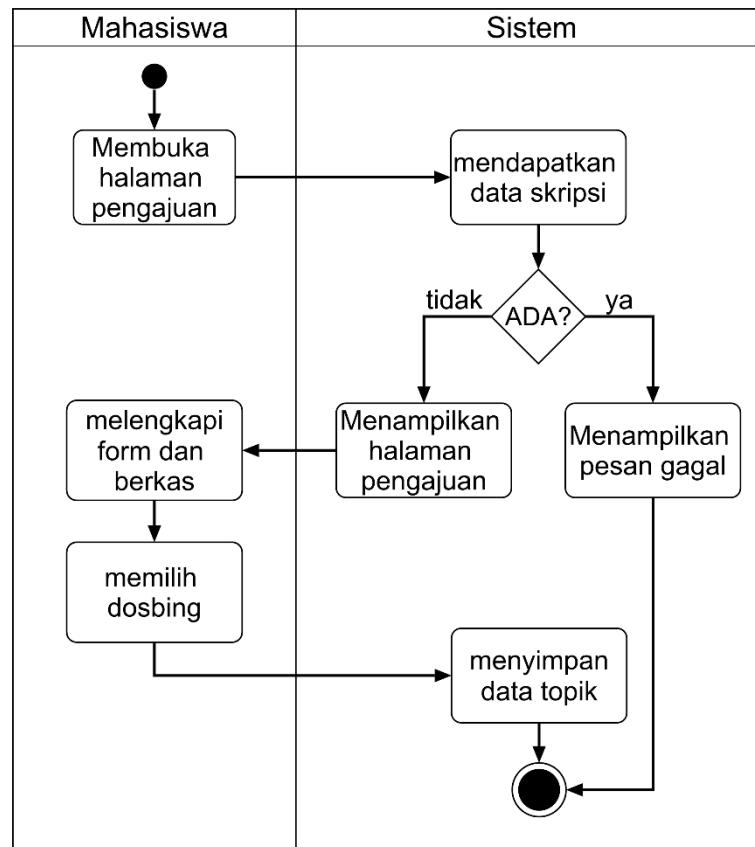 Mahasiswa
Sistem
Membuka
halaman
pengajuan
mendapatkan
data skripsi
tidak
ADA?
ya
melengkapi
form dan
berkas
Menampilkan
halaman
pengajuan
Menampilkan
pesan gagal
memilih
dosbing
menyimpan
data topik